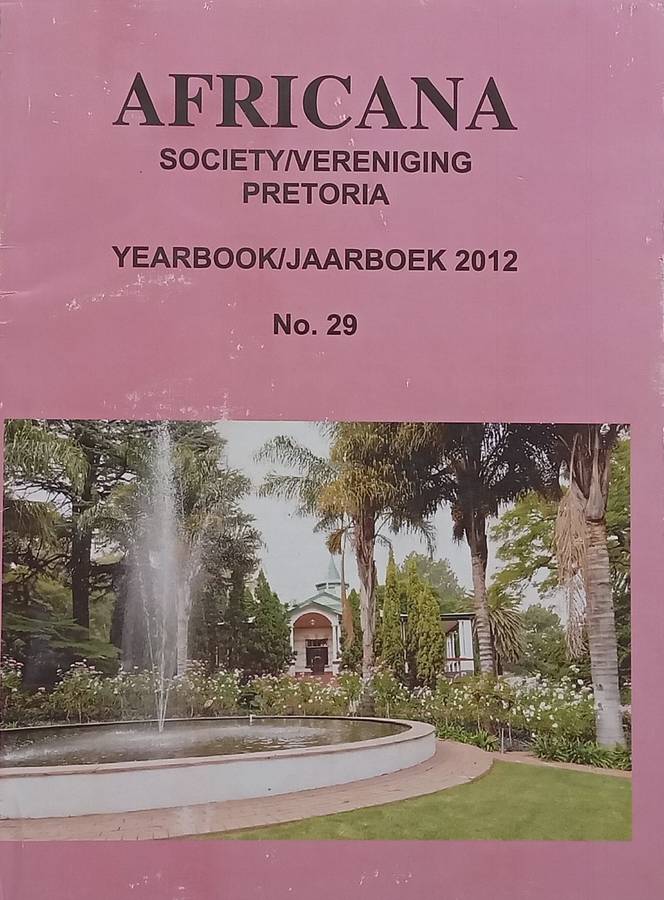 AFRICANA
SOCIETY/VERENIGING
PRETORIA
YEARBOOK/JAARBOEK 2012
No. 29